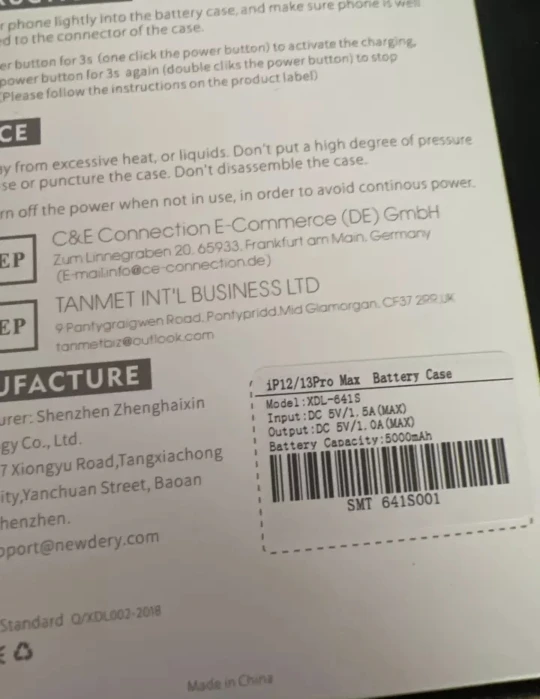 r phone lightly into the battery case, and make sure phone is well
ed to the connector of the case.
er button for 3s (one click the power button) to activate the charging,
power button for 3s again (double cliks the power button) to stop
(Please follow the instructions on the product label)
CE
y from excessive heat, or liquids. Don't put a high degree of pressure
se or puncture the case. Don't disassemble the case.
rn off the power when not in use, in order to avoid continous power.
EP
C&E Connection E-Commerce (DE) GmbH
Zum Linnegraben 20, 65933, Frankfurt am Main, Germany
(E-mail:info@ce-connection.de)
EP
TANMET INT'L BUSINESS LTD
9 Pantygraigwen Road, Pontypridd,Mid Glamorgan, CF37 2RR,UK
tanmetbiz@outlook.com
UFACTURE
urer: Shenzhen Zhenghaixin
gy Co., Ltd.
7 Xiongyu Road,Tangxiachong
ity,Yanchuan Street, Baoan
henzhen.
pport@newdery.com
iP12/13Pro Max Battery Case
Model:XDL-641S
Input:DC 5V/1.5A(MAX)
Output:DC 5V/1.0A(MAX)
Battery Capacity:5000mAh
SMT 641S001
Standard Q/XDL002-2018
CE
Made in China